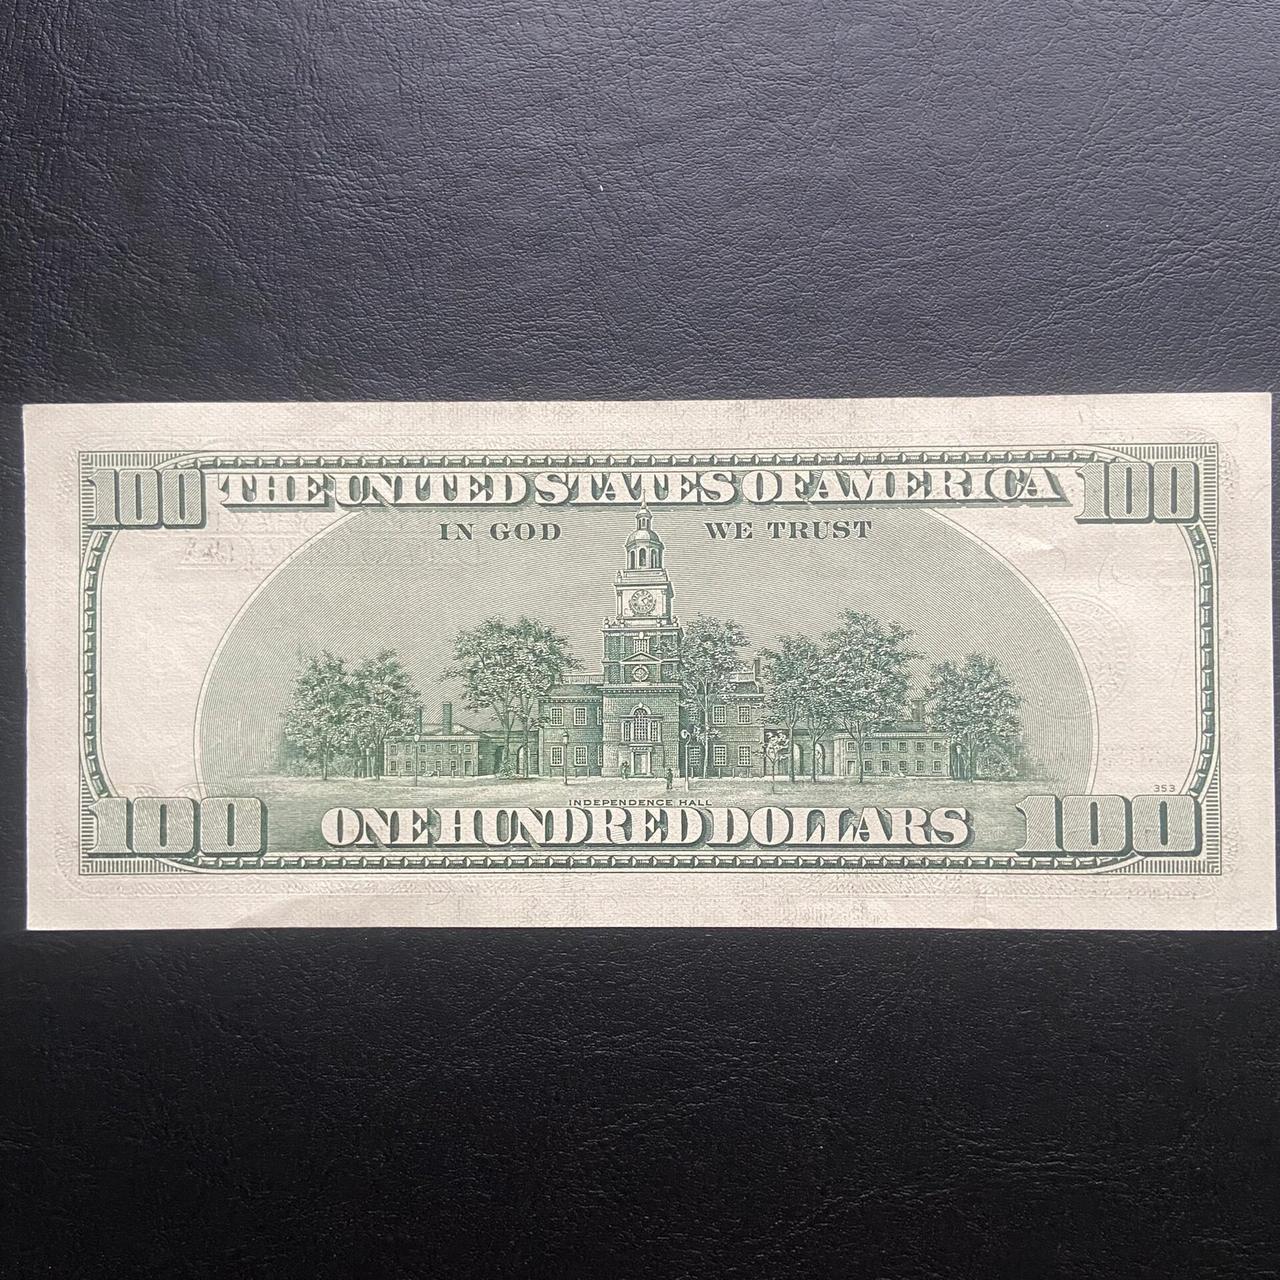 100 THE UNITED STATES OF AMERICA 100
IN GOD WE TRUST
353
INDEPENDENCE HALL
100 ONE HUNDRED DOLLARS 100